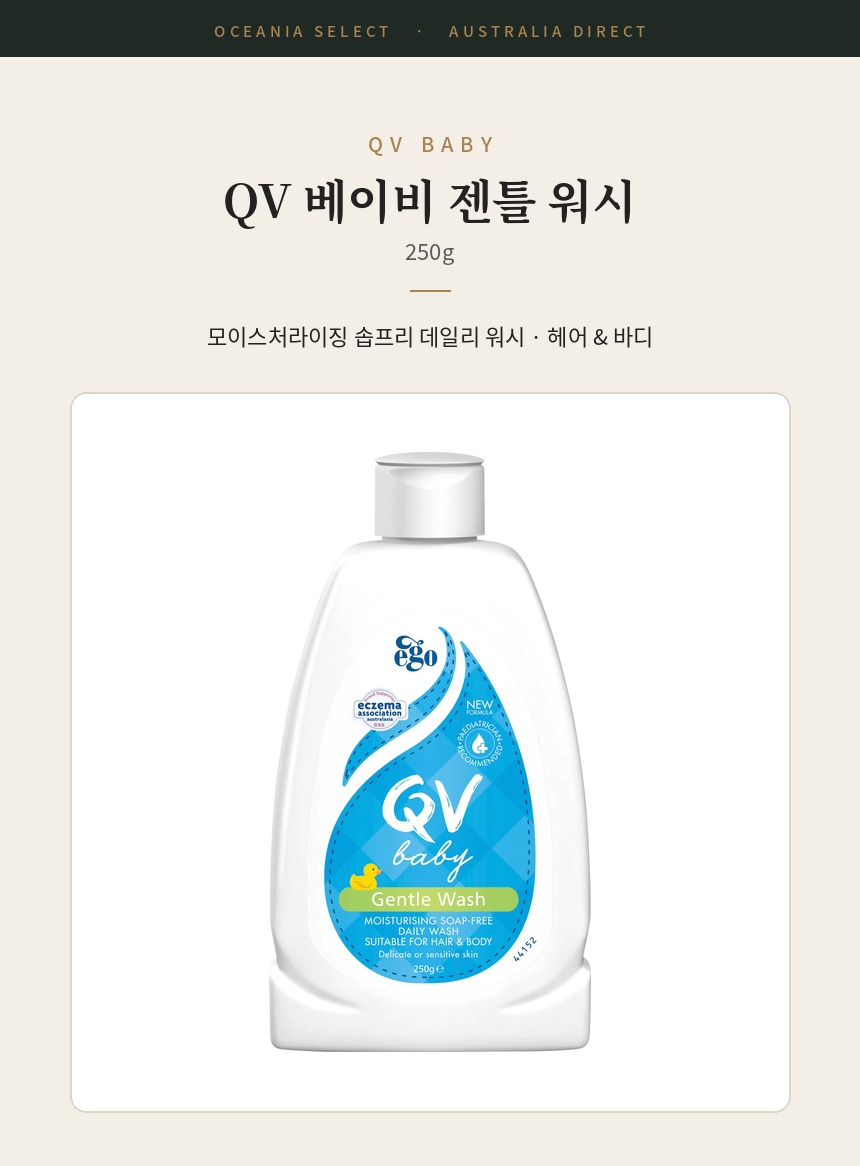 OCEANIA SELECT · AUSTRALIA DIRECT
QV BABY
QV 베이비 젠틀 워시
250g
모이스처라이징 솝프리 데일리 워시 · 헤어 & 바디
ego
Proud Supporter
eczema
association
australasia
eaa
NEW
FORMULA
PAEDIATRICIAN RECOMMENDED
QV
baby
Gentle Wash
MOISTURISING SOAP-FREE
DAILY WASH
SUITABLE FOR HAIR & BODY
Delicate or sensitive skin
250g℮
44152